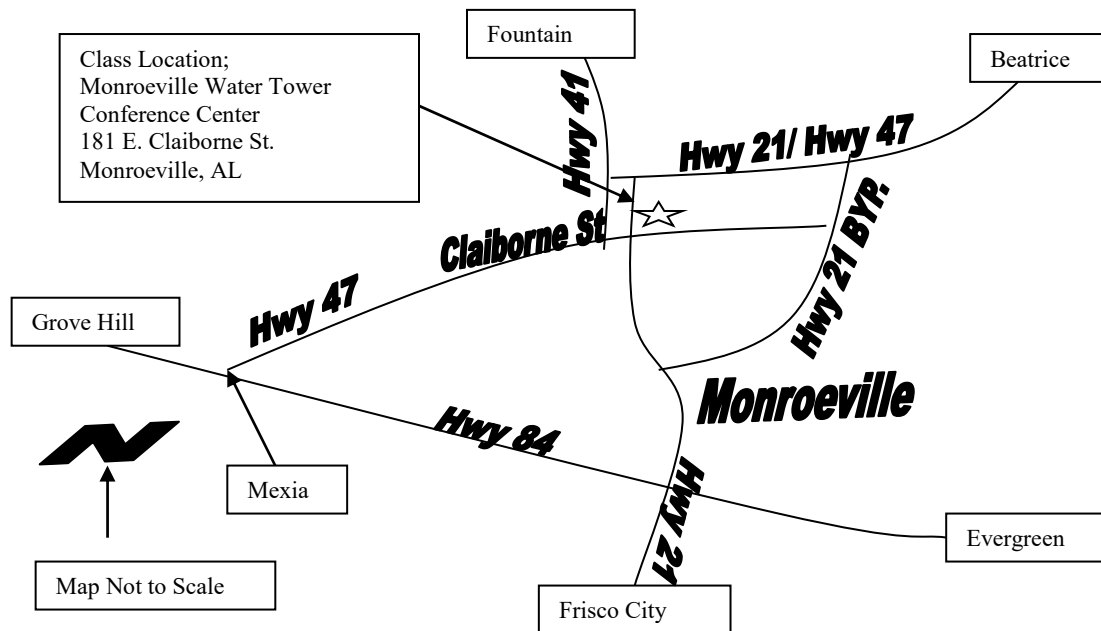 Fountain
Class Location;
Monroeville Water Tower
Conference Center
181 E. Claiborne St.
Monroeville, AL
Beatrice
Hwy 41
Hwy 21/ Hwy 47
Claiborne St
Hwy 47
Hwy 21 BYP.
Grove Hill
Monroeville
Hwy 84
Mexia
N
Hwy 21
Evergreen
Map Not to Scale
Frisco City